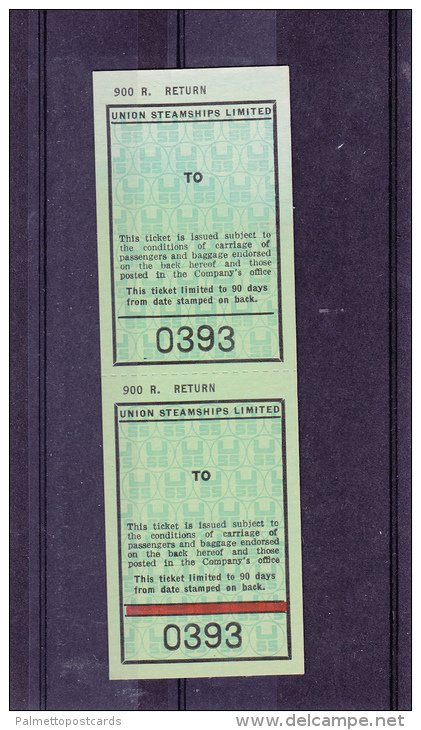 900 R. RETURN
UNION STEAMSHIPS LIMITED
TO
This ticket is issued subject to
the conditions of carriage of
passengers and baggage endorsed
on the back hereof and those
posted in the Company's office
This ticket limited to 90 days
from date stamped on back.
0393
900 R. RETURN
UNION STEAMSHIPS LIMITED
TO
This ticket is issued subject to
the conditions of carriage of
passengers and baggage endorsed
on the back hereof and those
posted in the Company's office
This ticket limited to 90 days
from date stamped on back.
0393
Palmettopostcards
www.delcampe.net